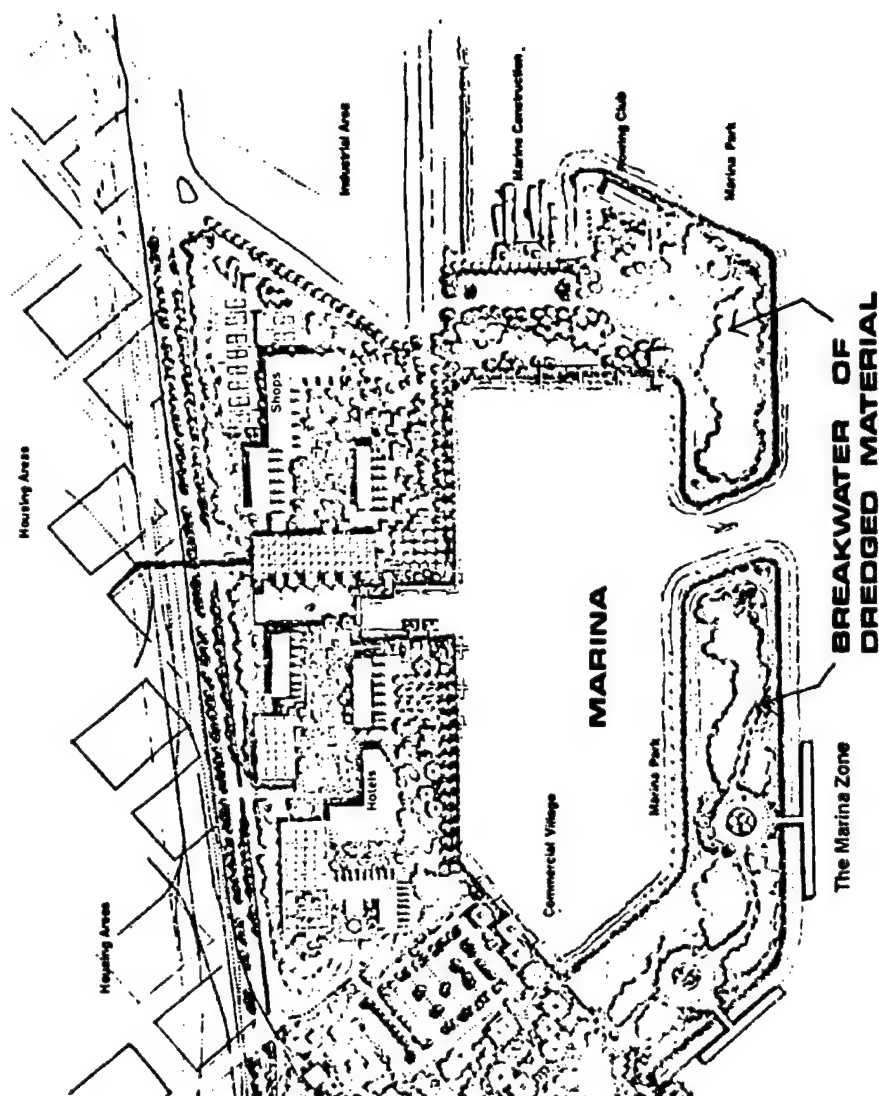 Housing Areas
Housing Areas
Industrial Area
Marine Construction
Rowing Club
Marina Park
Shops
Hotels
Commercial Village
MARINA
Marina Park
BREAKWATER OF
DREDGED MATERIAL
The Marina Zone